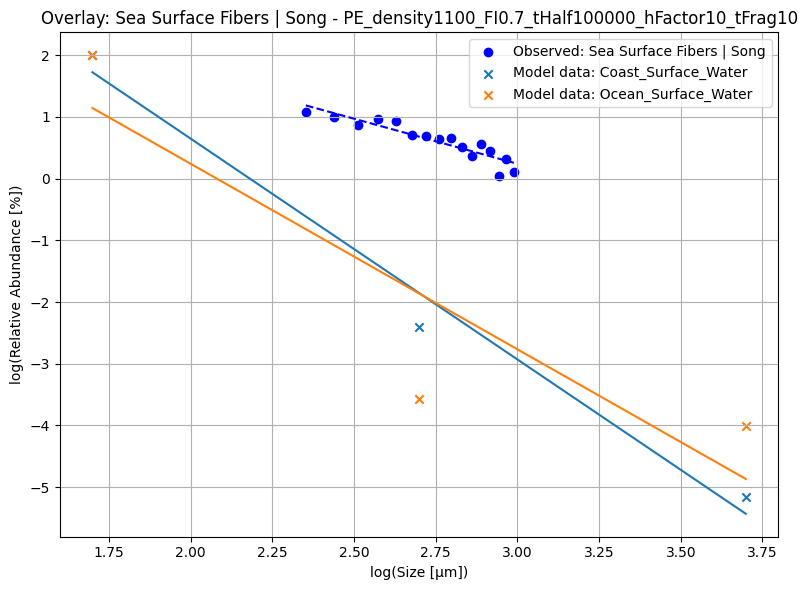 Overlay: Sea Surface Fibers | Song - PE_density1100_FI0.7_tHalf100000_hFactor10_tFrag10
Observed: Sea Surface Fibers | Song
Model data: Coast_Surface_Water
Model data: Ocean_Surface_Water
log(Relative Abundance [%])
2
1
0
−1
−2
−3
−4
−5
1.75
2.00
2.25
2.50
2.75
3.00
3.25
3.50
3.75
log(Size [µm])